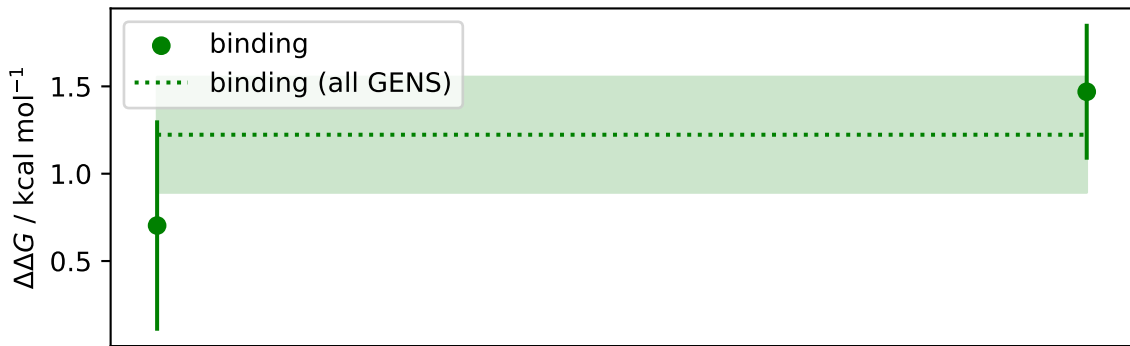 binding
binding (all GENS)
1.5
1.0
0.5
ΔΔG / kcal mol⁻¹